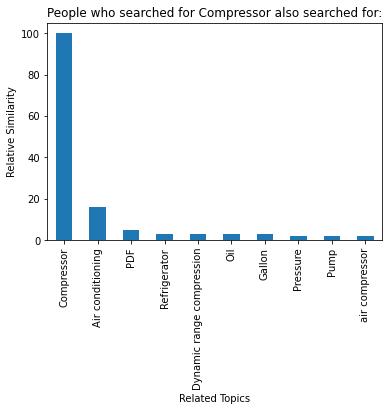 People who searched for Compressor also searched for:
Relative Similarity
100
80
60
40
20
0
Compressor
Air conditioning
PDF
Refrigerator
Dynamic range compression
Oil
Gallon
Pressure
Pump
air compressor
Related Topics